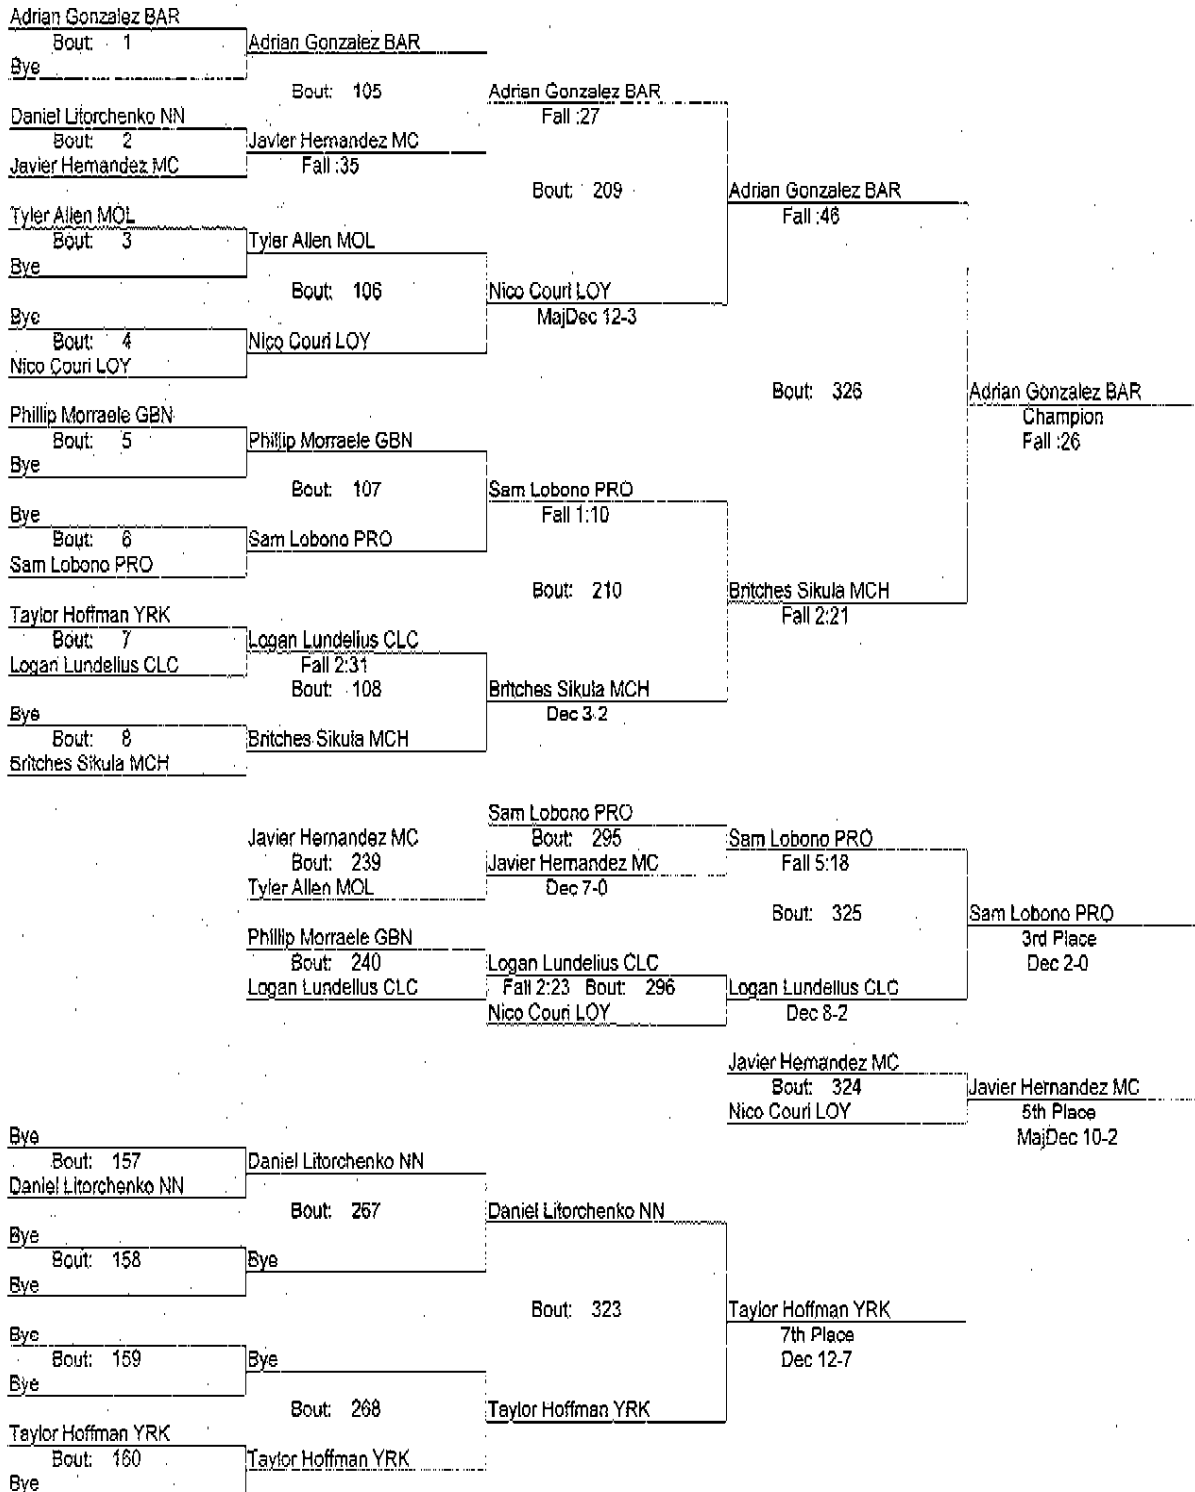 Adrian Gonzalez BAR
Bout: 1
Adrian Gonzalez BAR
Bye
Bout: 105
Adrian Gonzalez BAR
Fall :27
Daniel Litorchenko NN
Bout: 2
Javier Hernandez MC
Javier Hernandez MC
Fall :35
Bout: 209
Adrian Gonzalez BAR
Fall :46
Tyler Allen MOL
Bout: 3
Tyler Allen MOL
Bye
Bout: 106
Nico Couri LOY
MajDec 12-3
Bye
Bout: 4
Nico Couri LOY
Nico Couri LOY
Bout: 326
Adrian Gonzalez BAR
Champion
Fall :26
Phillip Morraele GBN
Bout: 5
Phillip Morraele GBN
Bye
Bout: 107
Sam Lobono PRO
Fall 1:10
Bye
Bout: 6
Sam Lobono PRO
Sam Lobono PRO
Bout: 210
Britches Sikula MCH
Fall 2:21
Taylor Hoffman YRK
Bout: 7
Logan Lundelius CLC
Logan Lundelius CLC
Fall 2:31
Bout: 108
Britches Sikula MCH
Dec 3-2
Bye
Bout: 8
Britches Sikula MCH
Britches Sikula MCH
Sam Lobono PRO
Javier Hernandez MC
Bout: 295
Sam Lobono PRO
Bout: 239
Javier Hernandez MC
Fall 5:18
Tyler Allen MOL
Dec 7-0
Bout: 325
Sam Lobono PRO
3rd Place
Dec 2-0
Phillip Morraele GBN
Bout: 240
Logan Lundelius CLC
Logan Lundelius CLC
Fall 2:23 Bout: 296
Logan Lundelius CLC
Nico Couri LOY
Dec 8-2
Javier Hernandez MC
Bout: 324
Javier Hernandez MC
Nico Couri LOY
5th Place
MajDec 10-2
Bye
Bout: 157
Daniel Litorchenko NN
Daniel Litorchenko NN
Bout: 267
Daniel Litorchenko NN
Bye
Bout: 158
Bye
Bye
Bout: 323
Taylor Hoffman YRK
7th Place
Dec 12-7
Bye
Bout: 159
Bye
Bye
Bout: 268
Taylor Hoffman YRK
Taylor Hoffman YRK
Bout: 160
Taylor Hoffman YRK
Bye